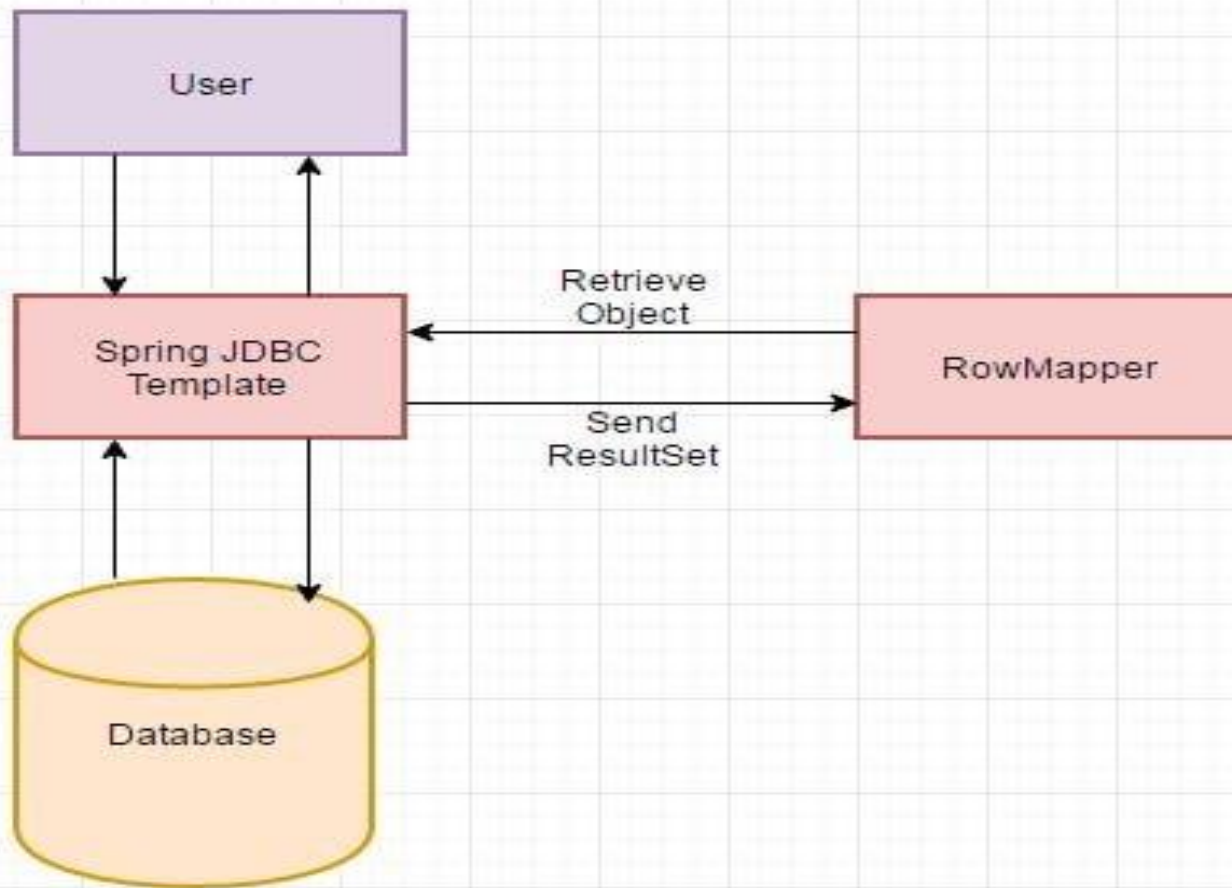 User
Retrieve
Object
Spring JDBC
Template
RowMapper
Send
ResultSet
Database